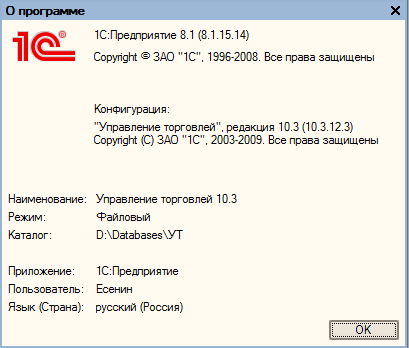 О программе
1С®
1С:Предприятие 8.1 (8.1.15.14)
Copyright © ЗАО "1С", 1996-2008. Все права защищены
Конфигурация:
"Управление торговлей", редакция 10.3 (10.3.12.3)
Copyright (С) ЗАО "1С", 2003-2009. Все права защищены
Наименование: Управление торговлей 10.3
Режим: Файловый
Каталог: D:\Databases\УТ
Приложение: 1С:Предприятие
Пользователь: Есенин
Язык (Страна): русский (Россия)
OK